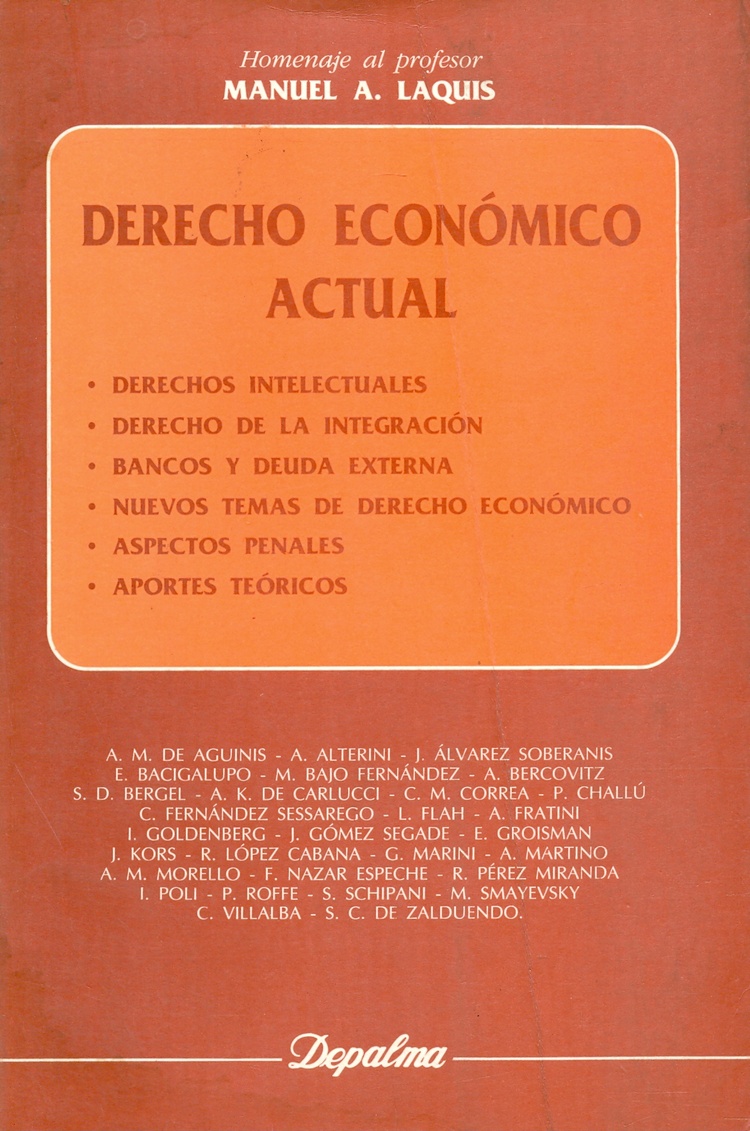 Homenaje al profesor
MANUEL A. LAQUIS
DERECHO ECONÓMICO
ACTUAL
• DERECHOS INTELECTUALES
• DERECHO DE LA INTEGRACIÓN
• BANCOS Y DEUDA EXTERNA
• NUEVOS TEMAS DE DERECHO ECONÓMICO
• ASPECTOS PENALES
• APORTES TEÓRICOS
A. M. DE AGUINIS - A. ALTERINI - J. ÁLVAREZ SOBERANIS
E. BACIGALUPO - M. BAJO FERNÁNDEZ - A. BERCOVITZ
S. D. BERGEL - A. K. DE CARLUCCI - C. M. CORREA - P. CHALLÚ
C. FERNÁNDEZ SESSAREGO - L. FLAH - A. FRATINI
I. GOLDENBERG - J. GÓMEZ SEGADE - E. GROISMAN
J. KORS - R. LÓPEZ CABANA - G. MARINI - A. MARTINO
A. M. MORELLO - F. NAZAR ESPECHE - R. PÉREZ MIRANDA
I. POLI - P. ROFFE - S. SCHIPANI - M. SMAYEVSKY
C. VILLALBA - S. C. DE ZALDUENDO.
Depalma